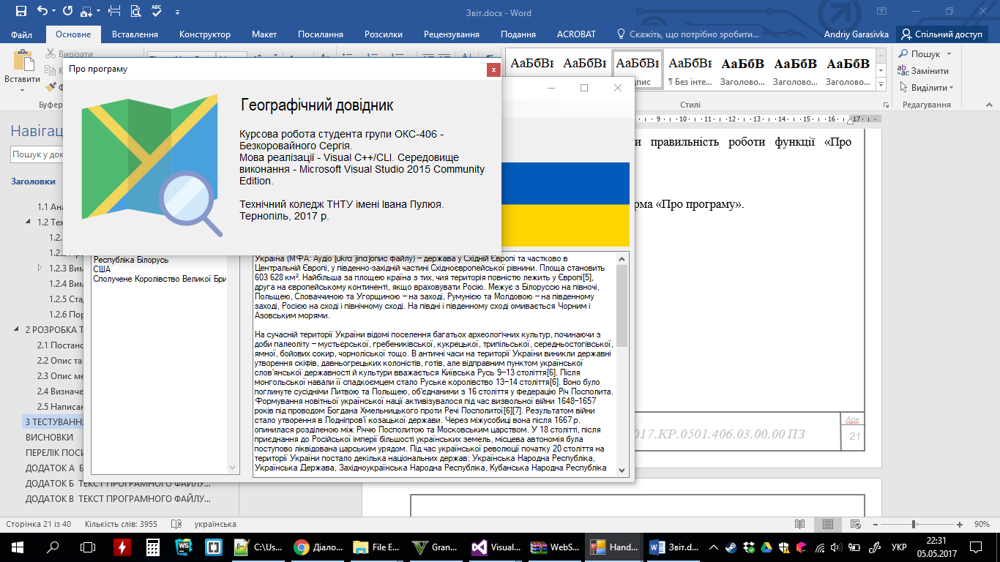 ABC
Звіт.docx - Word
Файл
Основне
Вставлення
Конструктор
Макет
Посилання
Розсилки
Рецензування
Подання
ACROBAT
Скажіть, що потрібно зробити...
Andriy Garasivka
Спільний доступ
Вставити
Вирізати
Буфер
АаБбВ
АаБбВ
АаБбВ
АаБбВ
АаБбВ
АаБбВ
АаБбВ
¶ Без інте...
Заголово...
Заголово...
Заголово...
Стилі
Пошук
Замінити
Виділити
Редагування
Про програму
Географічний довідник
Курсова робота студента групи ОКС-406 -
Безкоровайного Сергія.
Мова реалізації - Visual C++/CLI. Середовище
виконання - Microsoft Visual Studio 2015 Community
Edition.
Технічний коледж ТНТУ імені Івана Пулюя.
Тернопіль, 2017 р.
Навігац
Пошук у док
Заголовки
1.1 Ана
1.2 Тех
1.2.
1.2.3 Вим
1.2.4 Вим
1.2.5 Стад
1.2.6 Пор
2 РОЗРОБКА Т
2.1 Постано
2.2 Опис та
2.3 Опис ме
2.4 Визначе
2.5 Написан
3 ТЕСТУВАННЯ
ВИСНОВКИ
ПЕРЕЛІК ПОСИ
ДОДАТОК А Б
ДОДАТОК Б ТЕКСТ ПРОГРАМНОГО ФАЙЛУ...
ДОДАТОК В ТЕКСТ ПРОГРАМНОГО ФАЙЛУ...
Республіка Білорусь
США
Сполучене Королівство Великої Бри
Україна (МФА: Аудіо [ukrɑˈjinɑ]опис файлу) – держава у Східній Європі та частково в
Центральній Європі, у південно-західній частині Східноєвропейської рівнини. Площа становить
603 628 км². Найбільша за площею країна з тих, чия територія повністю лежить у Європі[5],
друга на європейському континенті, якщо враховувати Росію. Межує з Білоруссю на півночі,
Польщею, Словаччиною та Угорщиною – на заході, Румунією та Молдовою – на південному
заході, Росією на сході і північному сході. На півдні і південному сході омивається Чорним і
Азовським морями.
На сучасній території України відомі поселення багатьох археологічних культур, починаючи з
доби палеоліту – мустьєрської, гребениківської, кукрецької, трипільської, середньостогівської,
ямної, бойових сокир, чорноліської тощо. В античні часи на території України виникли державні
утворення скіфів, давньогрецьких колоністів, готів, але відправним пунктом української
слов'янської державності й культури вважається Київська Русь 9–13 століття[6]. Після
монгольської навали її спадкоємцем стало Руське королівство 13–14 століття[6]. Воно було
поглинуте сусідніми Литвою та Польщею, об'єднаними з 16 століття у федерацію Річ Посполита.
Формування новітньої української нації активізувалося під час визвольної війни 1648–1657
років під проводом Богдана Хмельницького проти Речі Посполитої[6][7]. Результатом війни
стало утворення в Подніпров'ї козацької держави. Через міжусобиці вона після 1667 р.
опинилася розділеною між Річчю Посполитою та Московським царством. У 18 столітті, після
приєднання до Російської імперії більшості українських земель, місцева автономія була
поступово ліквідована царським урядом. Під час української революції початку 20 століття на
території України постало декілька національних держав: Українська Народна Республіка,
Українська Держава, Західноукраїнська Народна Республіка, Кубанська Народна Республіка
9 10 11 12 13 14 15 16 17
и правильність роботи функції «Про
рма «Про програму».
017.КР.0501.406.03.00.00 ПЗ
Арк
21
Сторінка 21 із 40
Кількість слів: 3955
українська
90%
C:\Us...
Діало...
File E...
Gran...
Visual...
WebS...
Hand...
Звіт.d...
УКР
22:31
05.05.2017